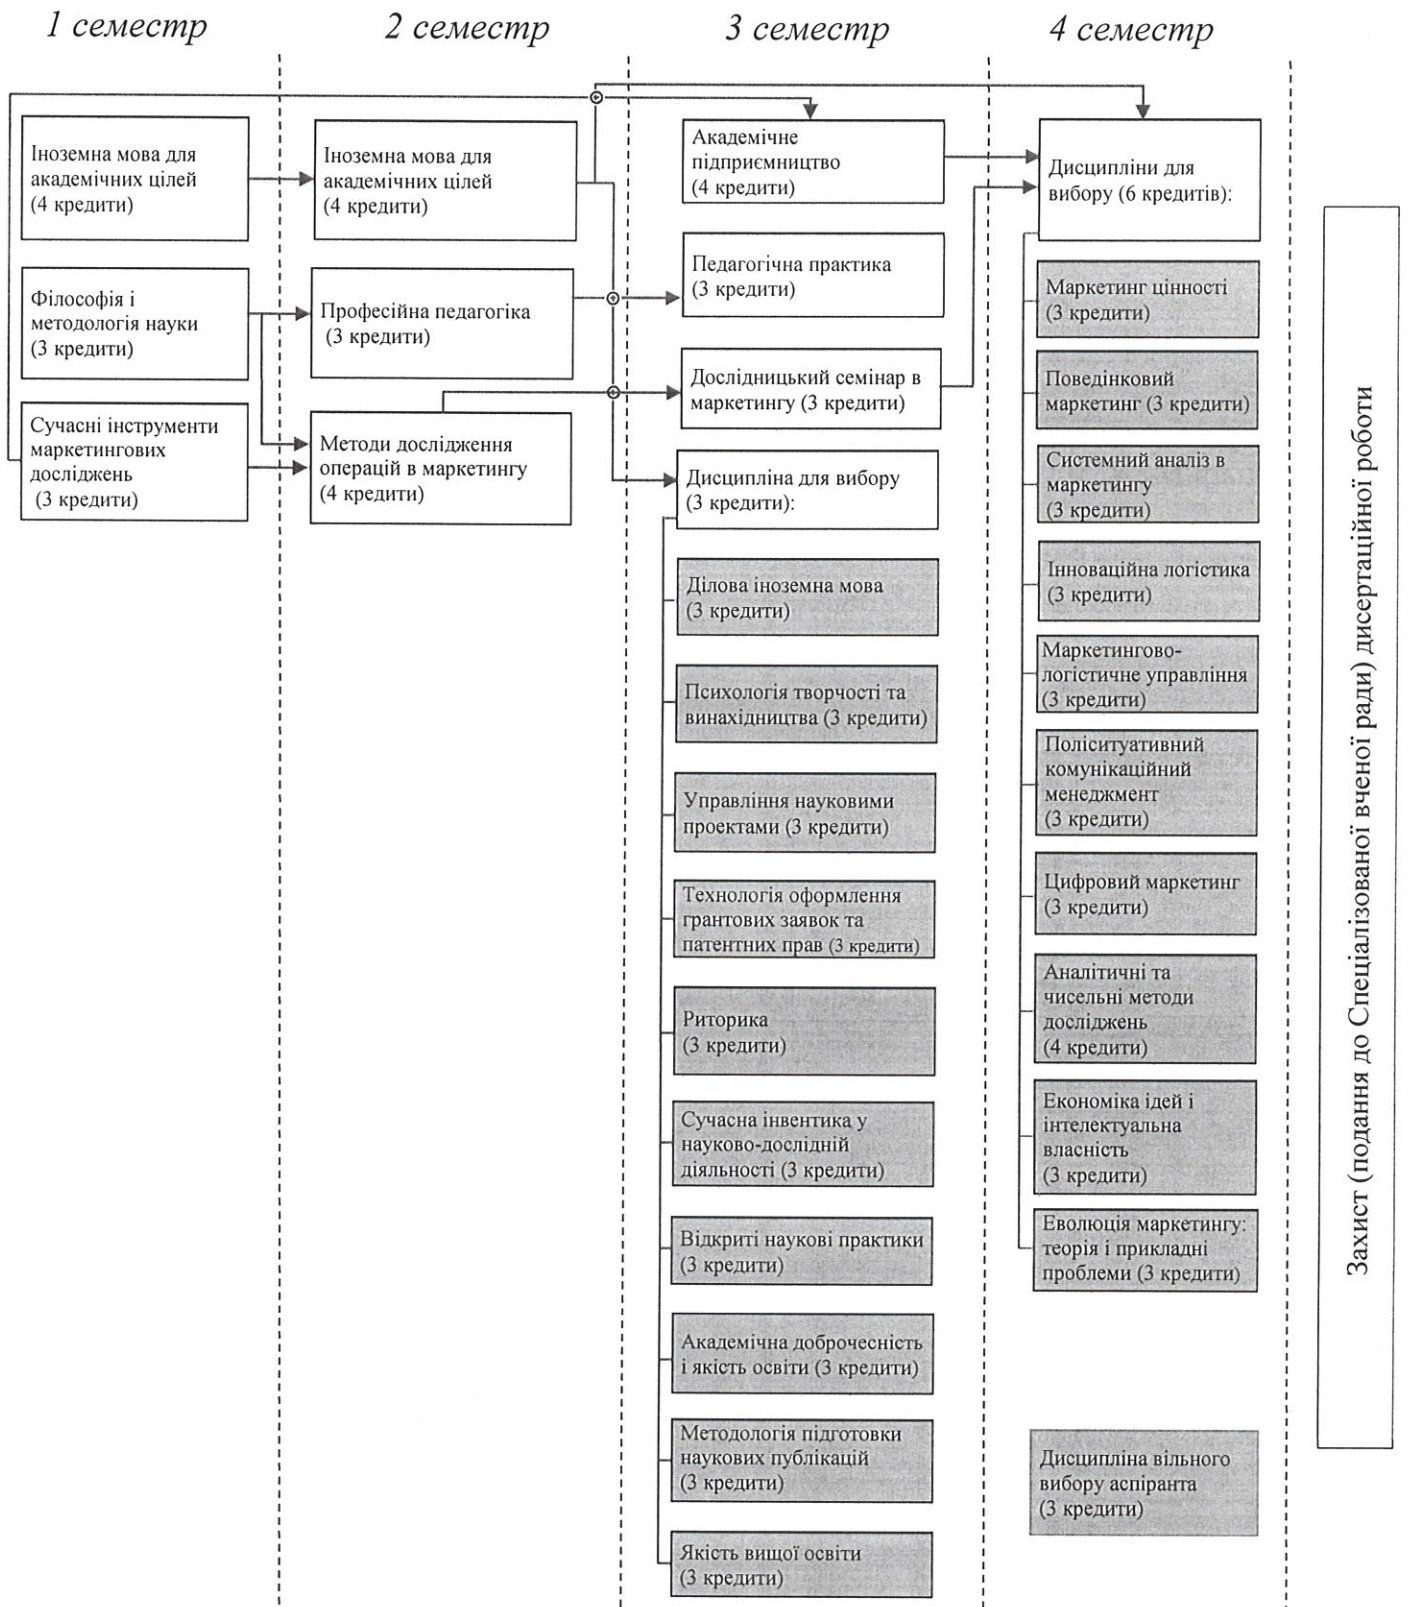 1 семестр
2 семестр
3 семестр
4 семестр
Іноземна мова для
академічних цілей
(4 кредити)
Філософія і
методологія науки
(3 кредити)
Сучасні інструменти
маркетингових
досліджень
(3 кредити)
Іноземна мова для
академічних цілей
(4 кредити)
Професійна педагогіка
(3 кредити)
Методи дослідження
операцій в маркетингу
(4 кредити)
Академічне
підприємництво
(4 кредити)
Педагогічна практика
(3 кредити)
Дослідницький семінар в
маркетингу (3 кредити)
Дисципліна для вибору
(3 кредити):
Ділова іноземна мова
(3 кредити)
Психологія творчості та
винахідництва (3 кредити)
Управління науковими
проектами (3 кредити)
Технологія оформлення
грантових заявок та
патентних прав (3 кредити)
Риторика
(3 кредити)
Сучасна інвентика у
науково-дослідній
діяльності (3 кредити)
Відкриті наукові практики
(3 кредити)
Академічна доброчесність
і якість освіти (3 кредити)
Методологія підготовки
наукових публікацій
(3 кредити)
Якість вищої освіти
(3 кредити)
Дисципліни для
вибору (6 кредитів):
Маркетинг цінності
(3 кредити)
Поведінковий
маркетинг (3 кредити)
Системний аналіз в
маркетингу
(3 кредити)
Інноваційна логістика
(3 кредити)
Маркетингово-
логістичне управління
(3 кредити)
Поліситуативний
комунікаційний
менеджмент
(3 кредити)
Цифровий маркетинг
(3 кредити)
Аналітичні та
чисельні методи
досліджень
(4 кредити)
Економіка ідей і
інтелектуальна
власність
(3 кредити)
Еволюція маркетингу:
теорія і прикладні
проблеми (3 кредити)
Дисципліна вільного
вибору аспіранта
(3 кредити)
Захист (подання до Спеціалізованої вченої ради) дисертаційної роботи